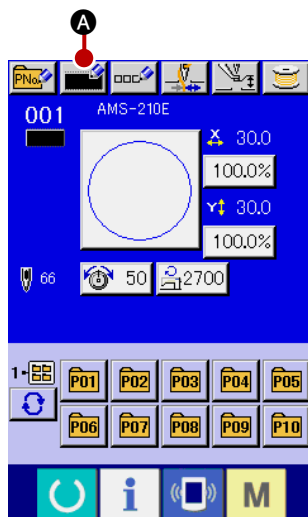 A
PNo.
001 AMS-210E
X 30.0
100.0%
Y 30.0
100.0%
66 50 2700
1-
P01 P02 P03 P04 P05
P06 P07 P08 P09 P10
i M